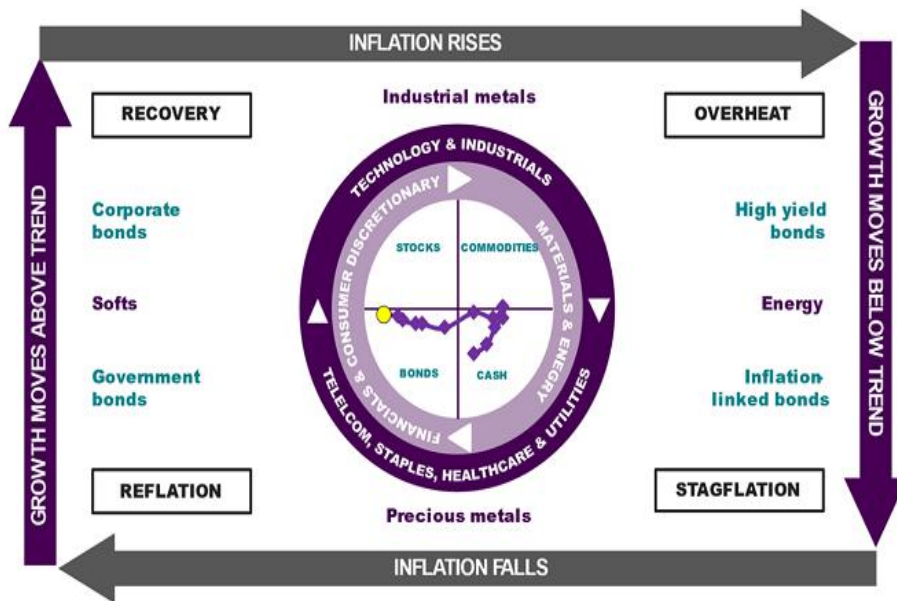 INFLATION RISES
RECOVERY
Industrial metals
OVERHEAT
GROWTH MOVES ABOVE TREND
GROWTH MOVES BELOW TREND
TECHNOLOGY & INDUSTRIALS
FINANCIALS & CONSUMER DISCRETIONARY
MATERIALS & ENEGRY
Corporate
bonds
STOCKS
COMMODITIES
High yield
bonds
Softs
Energy
Government
bonds
BONDS
CASH
Inflation-
linked bonds
TELELCOM, STAPLES, HEALTHCARE & UTILITIES
REFLATION
Precious metals
STAGFLATION
INFLATION FALLS